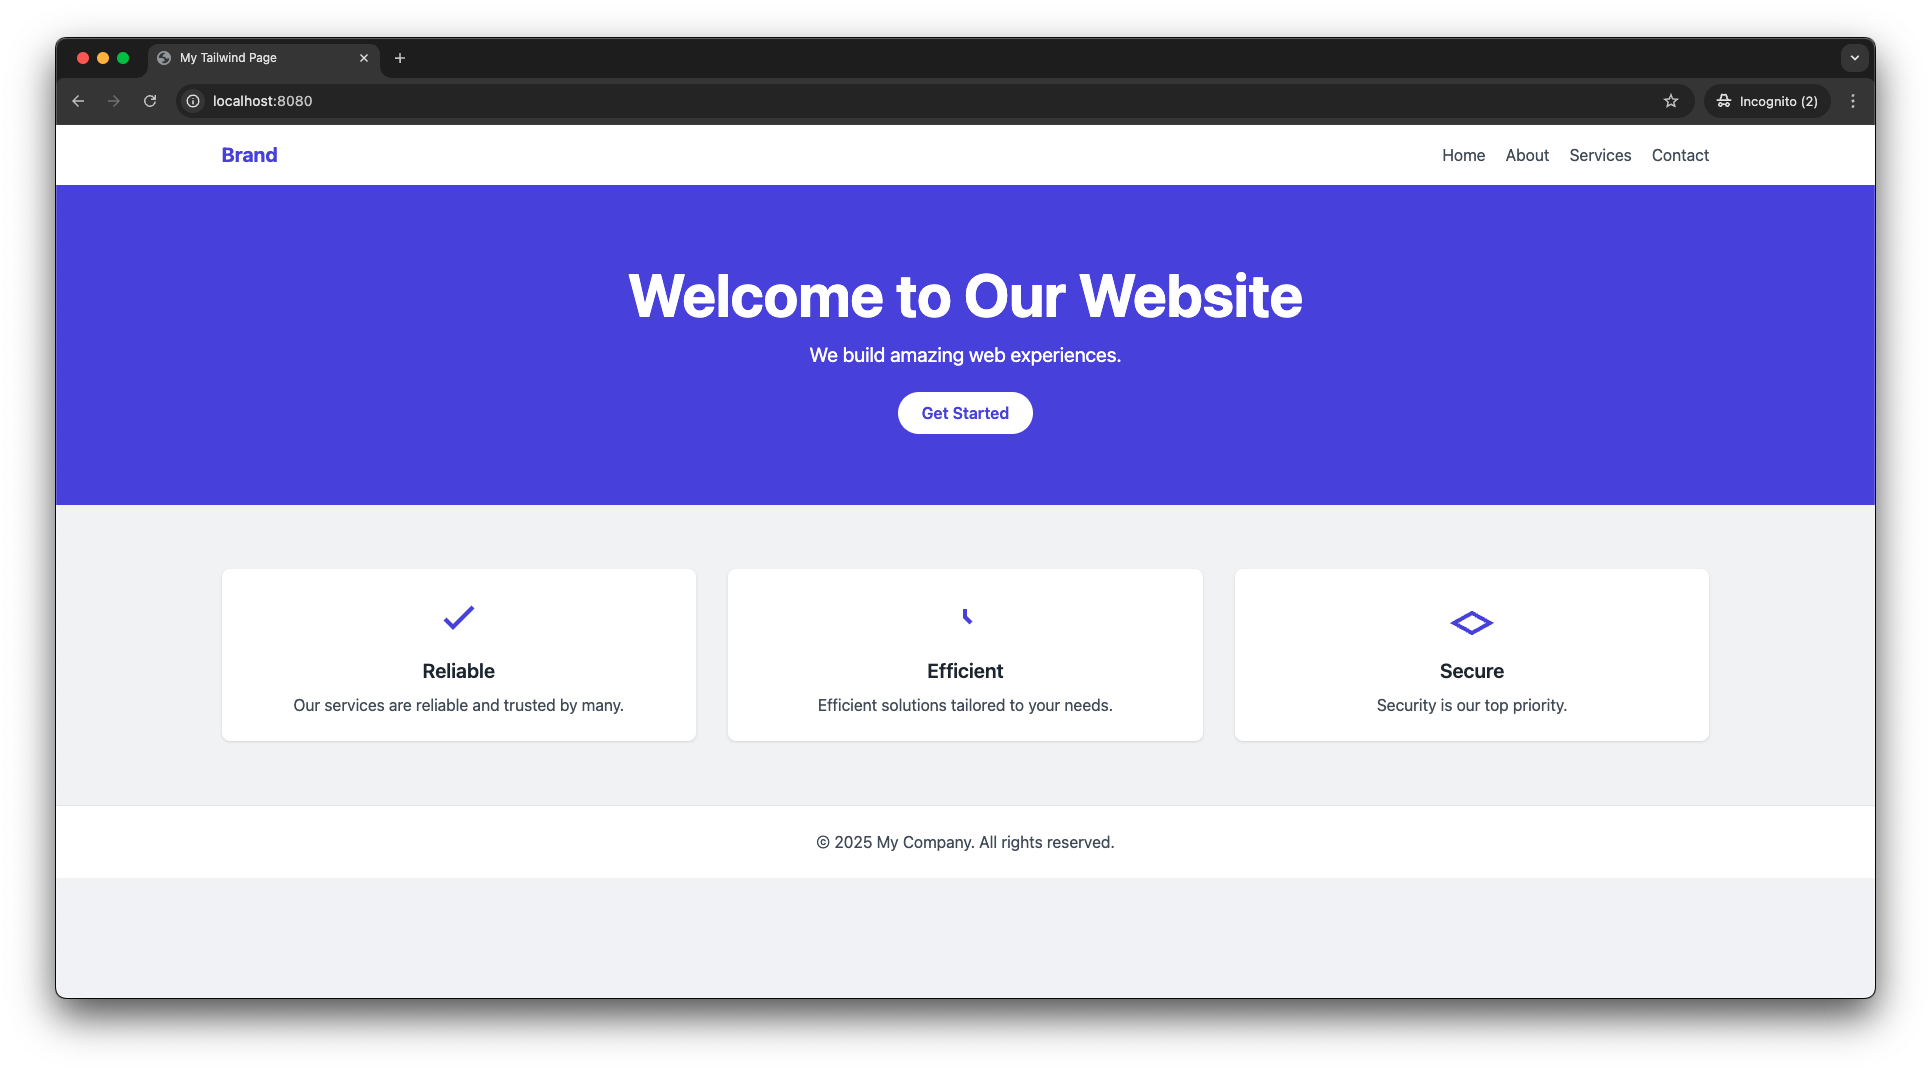 My Tailwind Page
localhost:8080
Incognito (2)
Brand
Home About Services Contact
Welcome to Our Website
We build amazing web experiences.
Get Started
Reliable
Our services are reliable and trusted by many.
Efficient
Efficient solutions tailored to your needs.
Secure
Security is our top priority.
© 2025 My Company. All rights reserved.